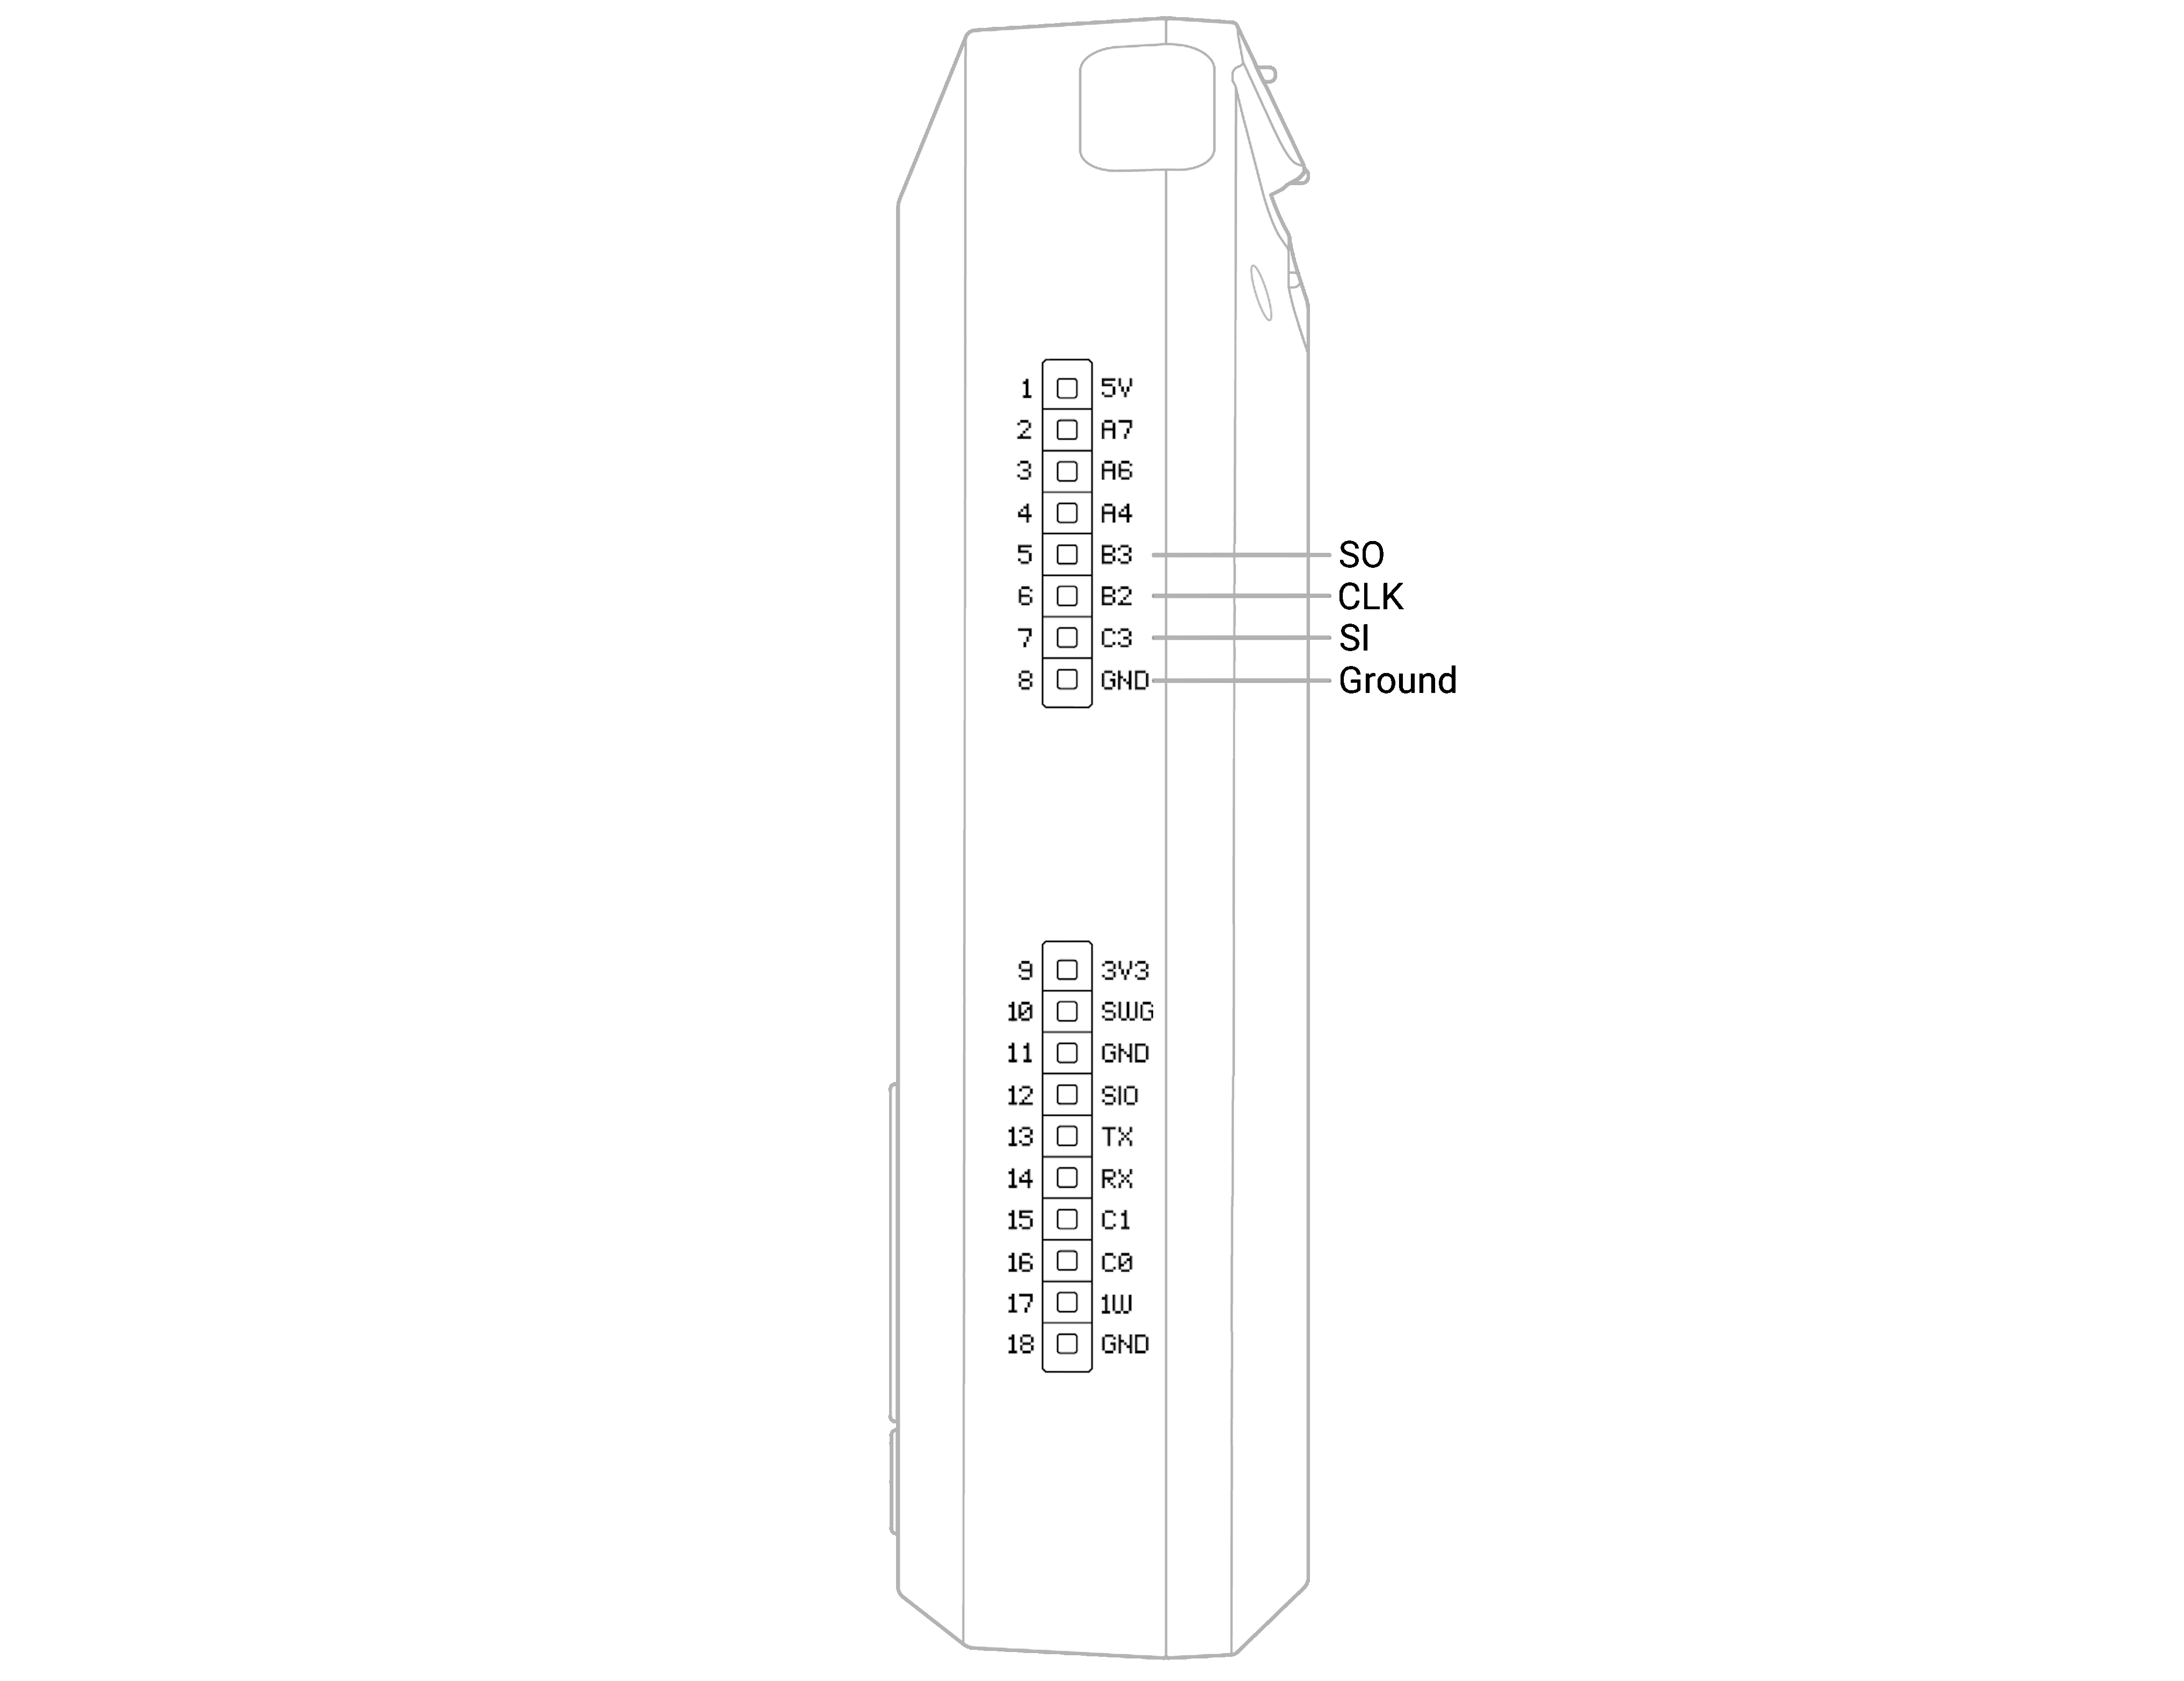 1 5V
2 A7
3 A6
4 A4
5 B3 SO
6 B2 CLK
7 C3 SI
8 GND Ground
9 3V3
10 SWG
11 GND
12 SIO
13 TX
14 RX
15 C1
16 C0
17 1W
18 GND